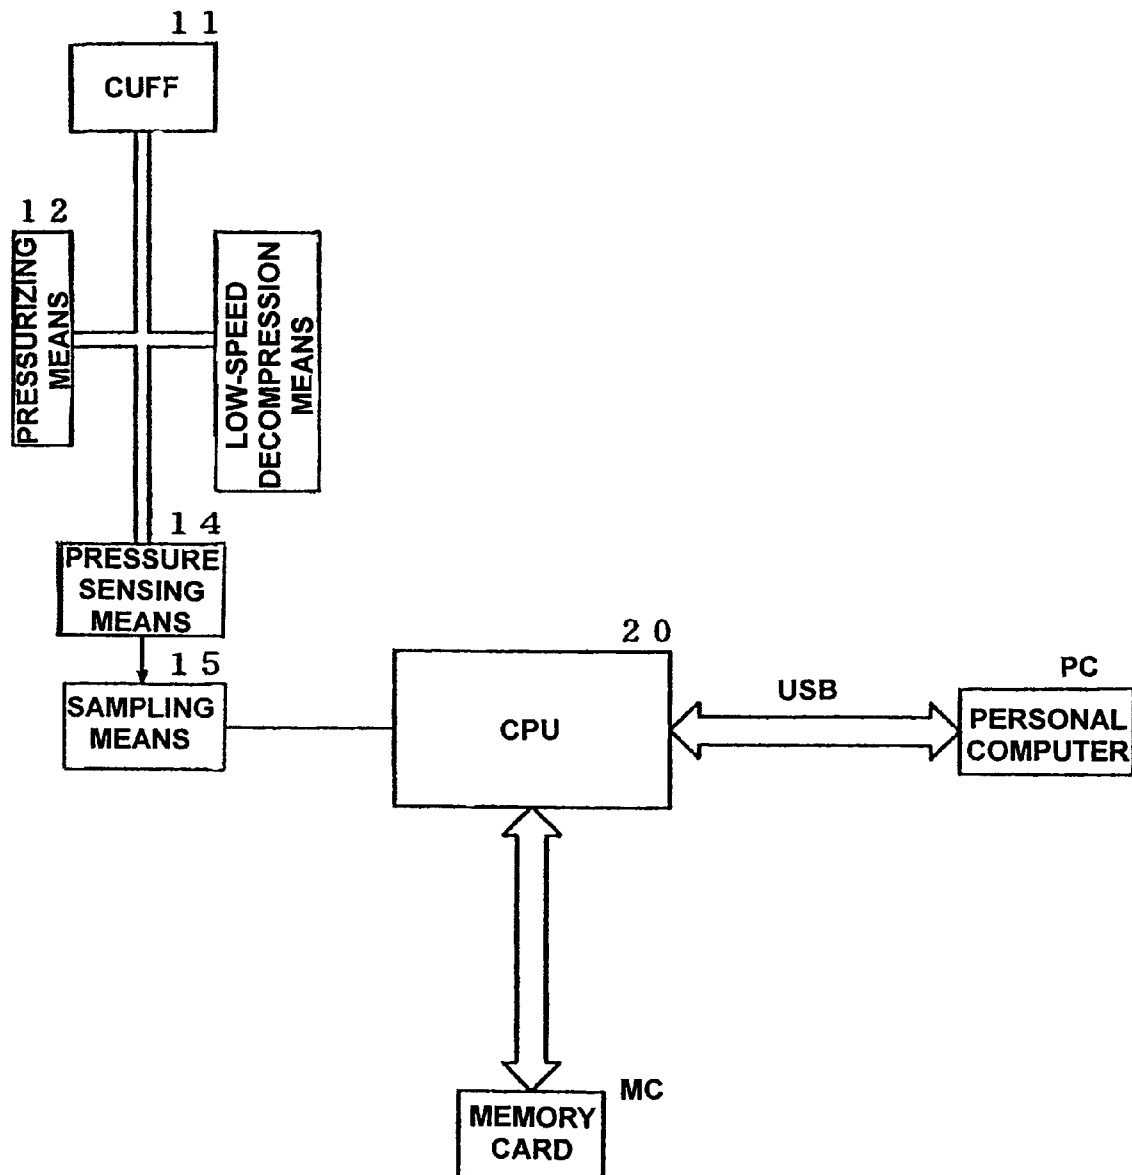 11
CUFF
12
PRESSURIZING
MEANS
LOW-SPEED
DECOMPRESSION
MEANS
14
PRESSURE
SENSING
MEANS
15
SAMPLING
MEANS
20
CPU
USB
PC
PERSONAL
COMPUTER
MC
MEMORY
CARD